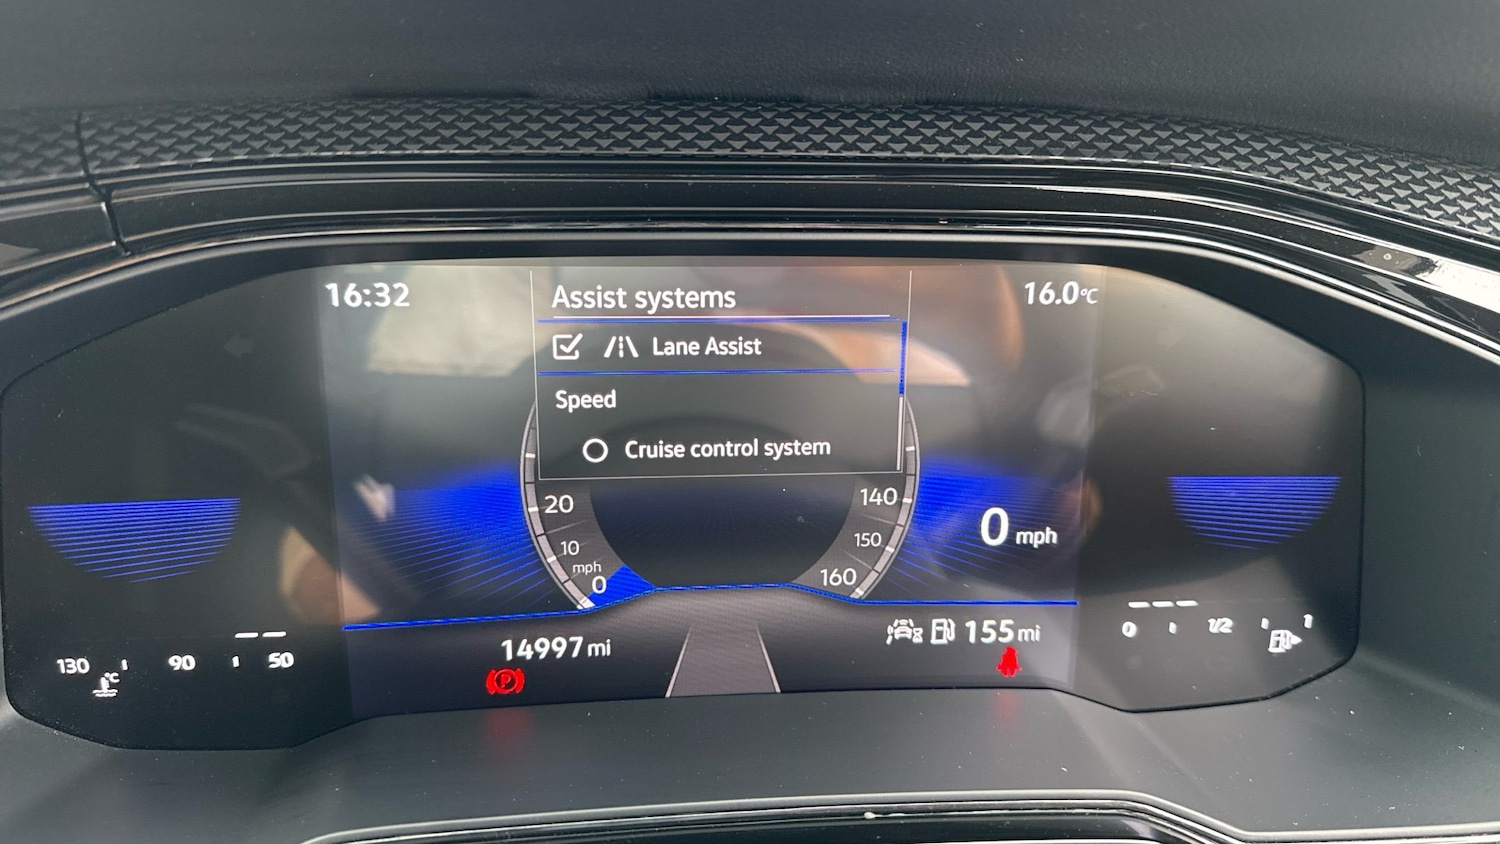 16:32
Assist systems
16.0°C
Lane Assist
Speed
Cruise control system
20
140
10
150
0 mph
mph
0
160
14997 mi
155 mi
130
90
50
°C
0
1/2
1
P